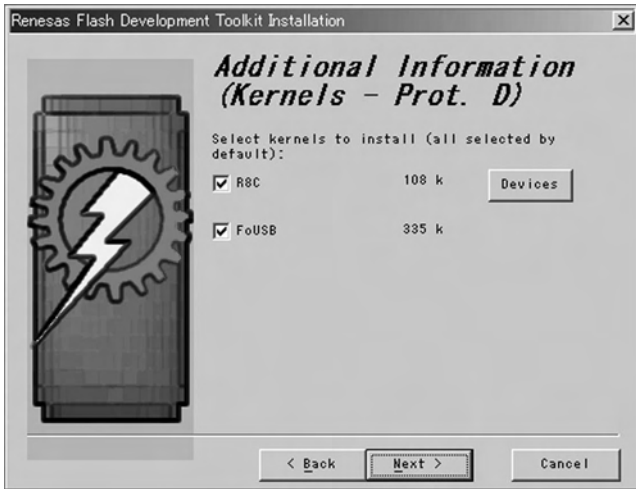 Renesas Flash Development Toolkit Installation
Additional Information
(Kernels - Prot. D)
Select kernels to install (all selected by
default):
R8C 108 k Devices
FoUSB 335 k
< Back Next > Cancel